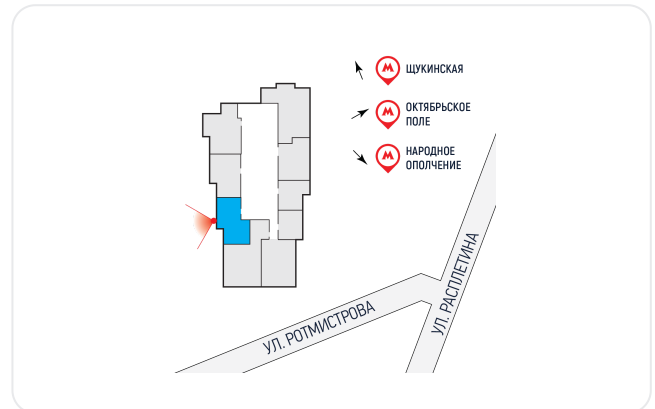 ЩУКИНСКАЯ
ОКТЯБРЬСКОЕ
ПОЛЕ
НАРОДНОЕ
ОПОЛЧЕНИЕ
УЛ. РОТМИСТРОВА
УЛ. РАСПЛЕТИНА